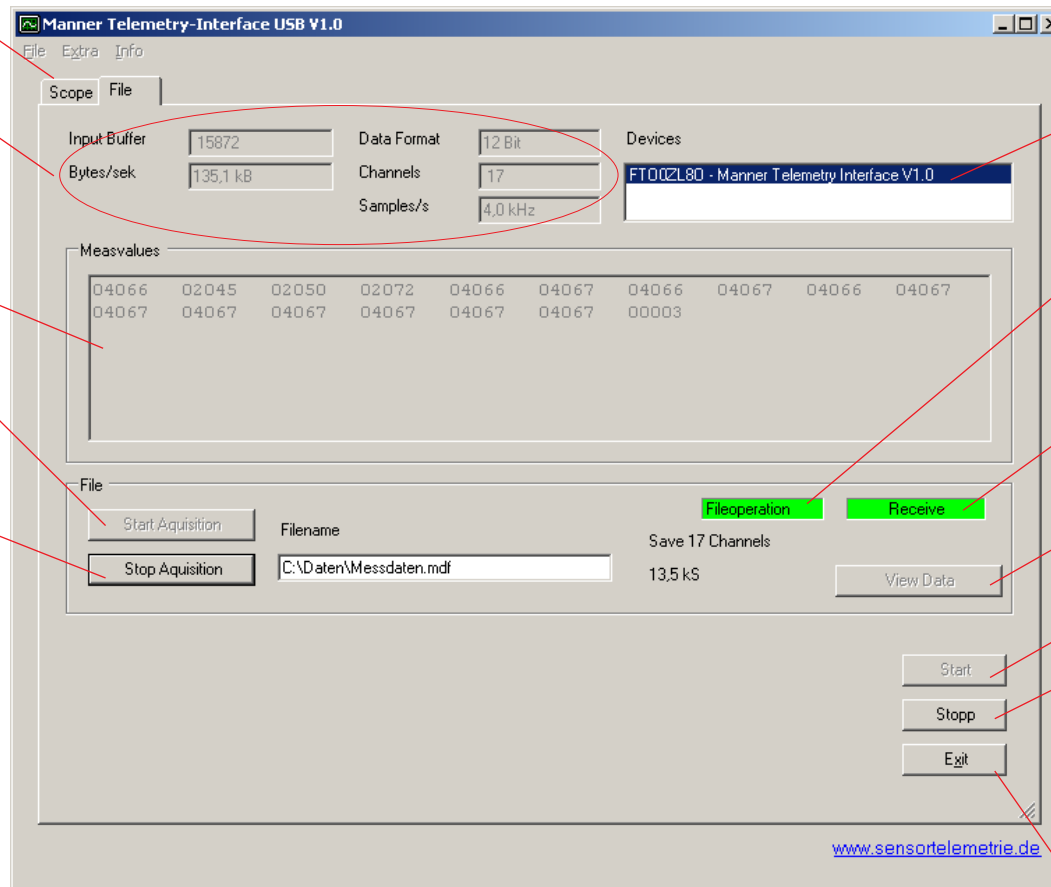 Manner Telemetry-Interface USB V1.0
File Extra Info
Scope File
Input Buffer 15872 Data Format 12 Bit Devices
Bytes/sek 135,1 kB Channels 17 FT00ZL80 - Manner Telemetry Interface V1.0
Samples/s 4,0 kHz
Measvalues
04066 02045 02050 02072 04066 04067 04066 04067 04066 04067
04067 04067 04067 04067 04067 04067 00003
File
Fileoperation Receive
Start Aquisition Filename
Save 17 Channels
Stop Aquisition C:\Daten\Messdaten.mdf 13,5 kS View Data
Start
Stopp
Exit
www.sensortelemetrie.de